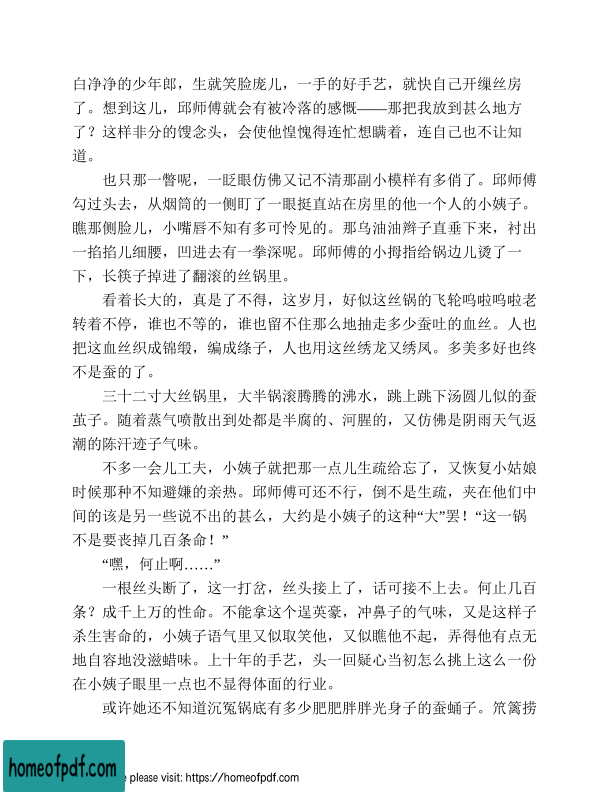 白净净的少年郎，生就笑脸庞儿，一手的好手艺，就快自己开缫丝房
了。想到这儿，邱师傅就会有被冷落的感慨——那把我放到甚么地方
了？这样非分的馊念头，会使他惶愧得连忙想瞒着，连自己也不让知
道。
也只那一瞥呢，一眨眼仿佛又记不清那副小模样有多俏了。邱师傅
勾过头去，从烟筒的一侧盯了一眼挺直站在房里的他一个人的小姨子。
瞧那侧脸儿，小嘴唇不知有多可怜见的。那乌油油辫子直垂下来，衬出
一掐掐儿细腰，凹进去有一拳深呢。邱师傅的小拇指给锅边儿烫了一
下，长筷子掉进了翻滚的丝锅里。
看着长大的，真是了不得，这岁月，好似这丝锅的飞轮呜啦呜啦老
转着不停，谁也不等的，谁也留不住那么地抽走多少蚕吐的血丝。人也
把这血丝织成锦缎，编成绦子，人也用这丝绣龙又绣凤。多美多好也终
不是蚕的了。
三十二寸大丝锅里，大半锅滚腾腾的沸水，跳上跳下汤圆儿似的蚕
茧子。随着蒸气喷散出到处都是半腐的、河腥的，又仿佛是阴雨天气返
潮的陈汗迹子气味。
不多一会儿工夫，小姨子就把那一点儿生疏给忘了，又恢复小姑娘
时候那种不知避嫌的亲热。邱师傅可还不行，倒不是生疏，夹在他们中
间的该是另一些说不出的甚么，大约是小姨子的这种“大”罢！“这一锅
不是要丧掉几百条命！”
“嘿，何止啊……”
一根丝头断了，这一打岔，丝头接上了，话可接不上去。何止几百
条？成千上万的性命。不能拿这个逞英豪，冲鼻子的气味，又是这样子
杀生害命的，小姨子语气里又似取笑他，又似瞧他不起，弄得他有点无
地自容地没滋蜡味。上十年的手艺，头一回疑心当初怎么挑上这么一份
在小姨子眼里一点也不显得体面的行业。
或许她还不知道沉冤锅底有多少肥肥胖胖光身子的蚕蛹子。笊篱捞
homeofpdf.com
e please visit: https://homeofpdf.com